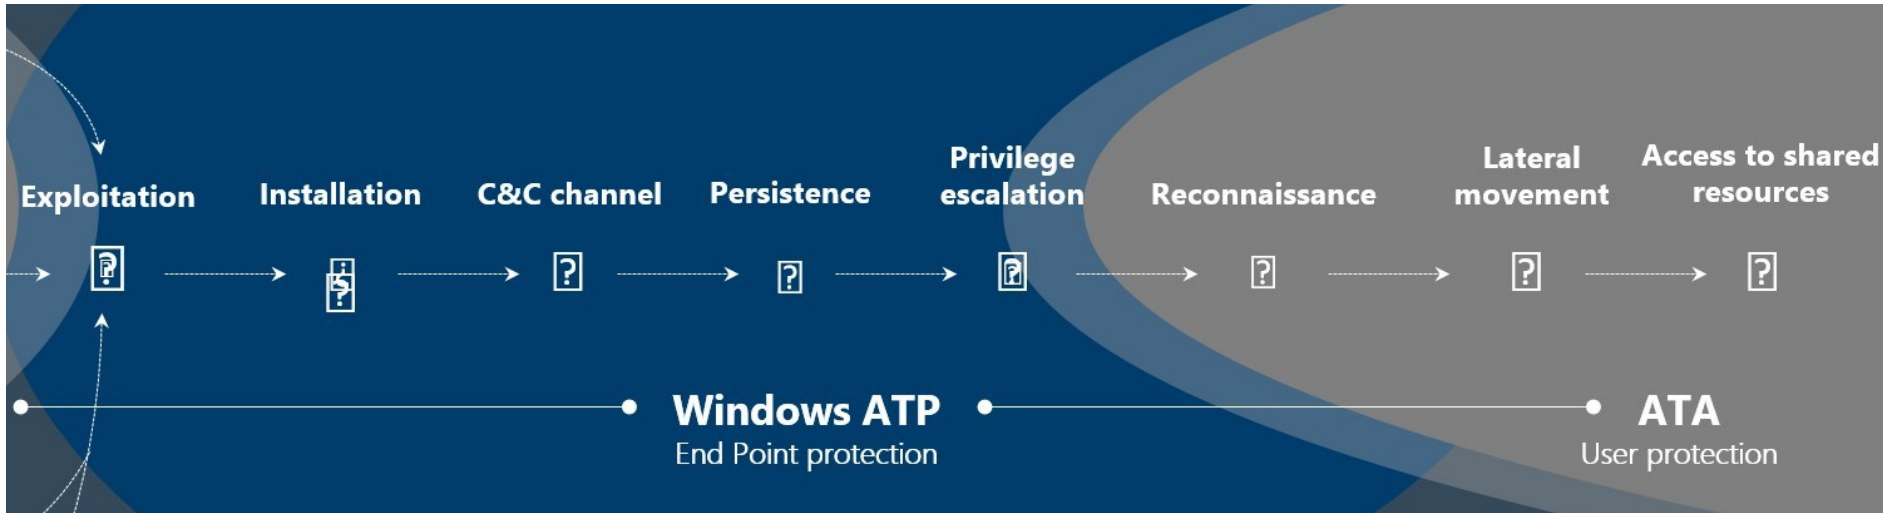 Exploitation
Installation
C&C channel
Persistence
Privilege
escalation
Reconnaissance
Lateral
movement
Access to shared
resources
Windows ATP
End Point protection
ATA
User protection